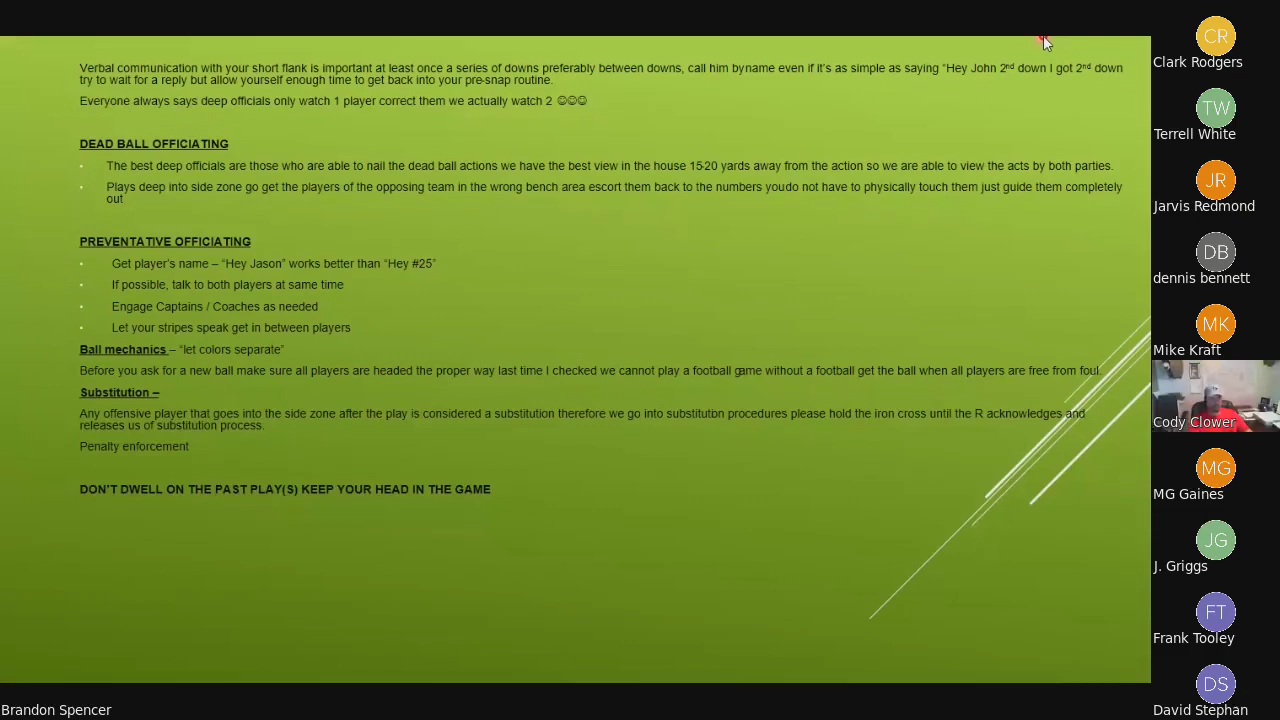 Verbal communication with your short flank is important at least once a series of downs preferably between downs, call him by name even if it's as simple as saying "Hey John 2nd down I got 2nd down
try to wait for a reply but allow yourself enough time to get back into your pre-snap routine.
Everyone always says deep officials only watch 1 player correct them we actually watch 2 ☺☺☺
DEAD BALL OFFICIATING
• The best deep officials are those who are able to nail the dead ball actions we have the best view in the house 15-20 yards away from the action so we are able to view the acts by both parties.
• Plays deep into side zone go get the players of the opposing team in the wrong bench area escort them back to the numbers you do not have to physically touch them just guide them completely
out
PREVENTATIVE OFFICIATING
• Get player's name – "Hey Jason" works better than "Hey #25"
• If possible, talk to both players at same time
• Engage Captains / Coaches as needed
• Let your stripes speak get in between players
Ball mechanics – "let colors separate"
Before you ask for a new ball make sure all players are headed the proper way last time I checked we cannot play a football game without a football get the ball when all players are free from foul
Substitution –
Any offensive player that goes into the side zone after the play is considered a substitution therefore we go into substitution procedures please hold the iron cross until the R acknowledges and
releases us of substitution process.
Penalty enforcement
DON'T DWELL ON THE PAST PLAY(S) KEEP YOUR HEAD IN THE GAME
Brandon Spencer
CR
Clark Rodgers
TW
Terrell White
JR
Jarvis Redmond
DB
dennis bennett
MK
Mike Kraft
Cody Clower
MG
MG Gaines
JG
J. Griggs
FT
Frank Tooley
DS
David Stephan